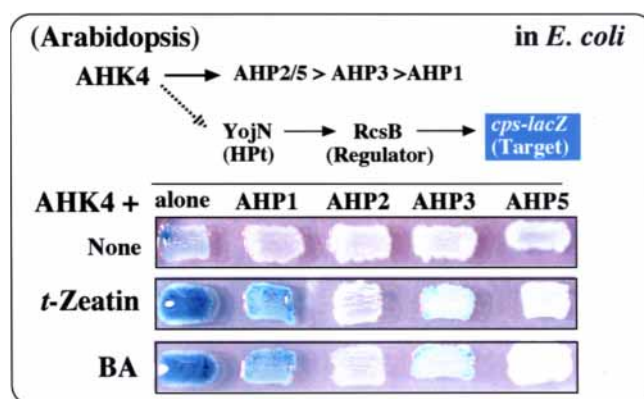 (Arabidopsis) in E. coli
AHK4 AHP2/5 > AHP3 >AHP1
YojN RcsB cps-lacZ
(HPt) (Regulator) (Target)
AHK4 + alone AHP1 AHP2 AHP3 AHP5
None
t-Zeatin
BA